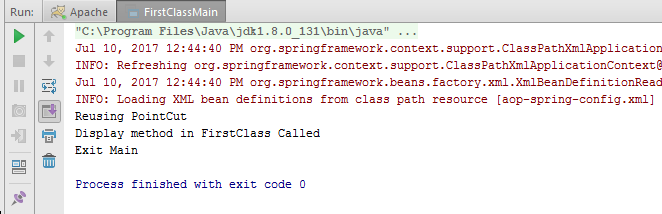 Run: Apache FirstClassMain
"C:\Program Files\Java\jdk1.8.0_131\bin\java" ...
Jul 10, 2017 12:44:40 PM org.springframework.context.support.ClassPathXmlApplication
INFO: Refreshing org.springframework.context.support.ClassPathXmlApplicationContext@
Jul 10, 2017 12:44:40 PM org.springframework.beans.factory.xml.XmlBeanDefinitionRead
INFO: Loading XML bean definitions from class path resource [aop-spring-config.xml]
Reusing PointCut
Display method in FirstClass Called
Exit Main
Process finished with exit code 0